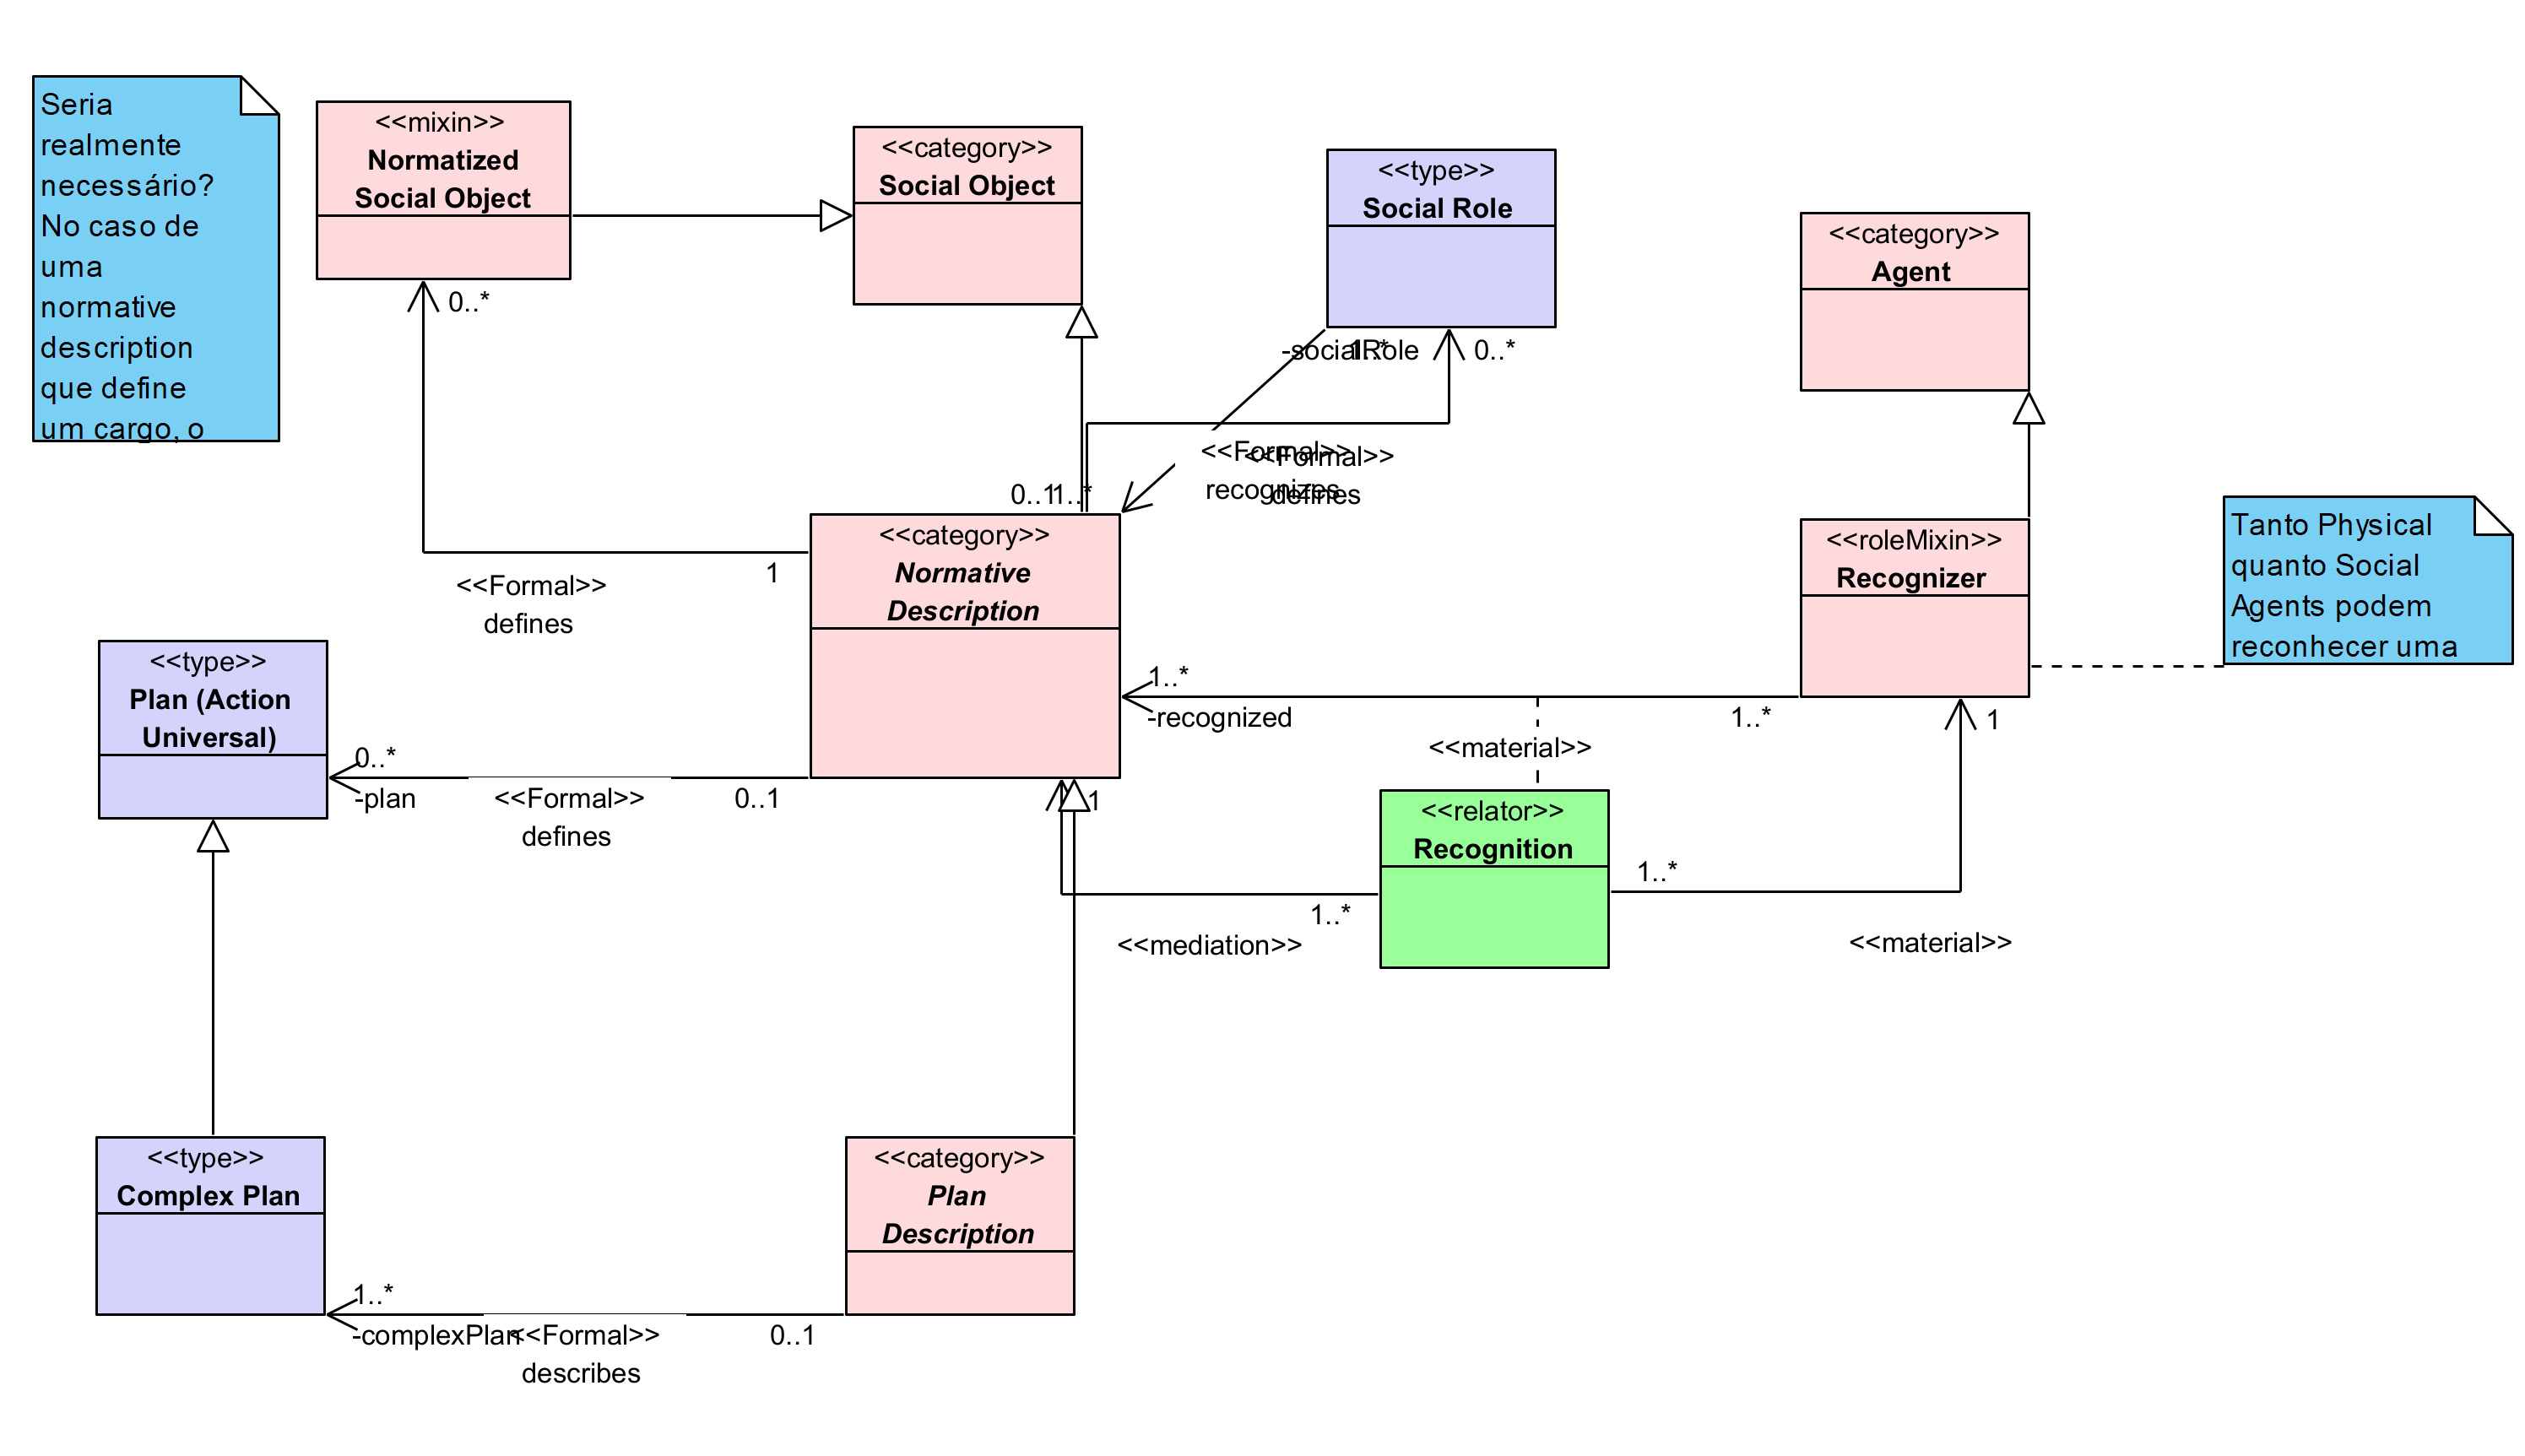 Seria
realmente
necessário?
No caso de
uma
normative
description
que define
um cargo, o
<<mixin>>
Normatized
Social Object
<<category>>
Social Object
<<type>>
Social Role
<<category>>
Agent
0..*
-socialRole
1..*
0..*
<<Formal>>
recognizes
<<Formal>>
defines
0..1
1..*
<<category>>
Normative
Description
<<roleMixin>>
Recognizer
Tanto Physical
quanto Social
Agents podem
reconhecer uma
1
<<Formal>>
defines
<<type>>
Plan (Action
Universal)
1..*
-recognized
1..*
1
<<material>>
0..*
-plan
<<Formal>>
defines
0..1
1
<<relator>>
Recognition
1..*
1..*
<<mediation>>
<<material>>
<<type>>
Complex Plan
<<category>>
Plan
Description
1..*
-complexPlan
<<Formal>>
describes
0..1